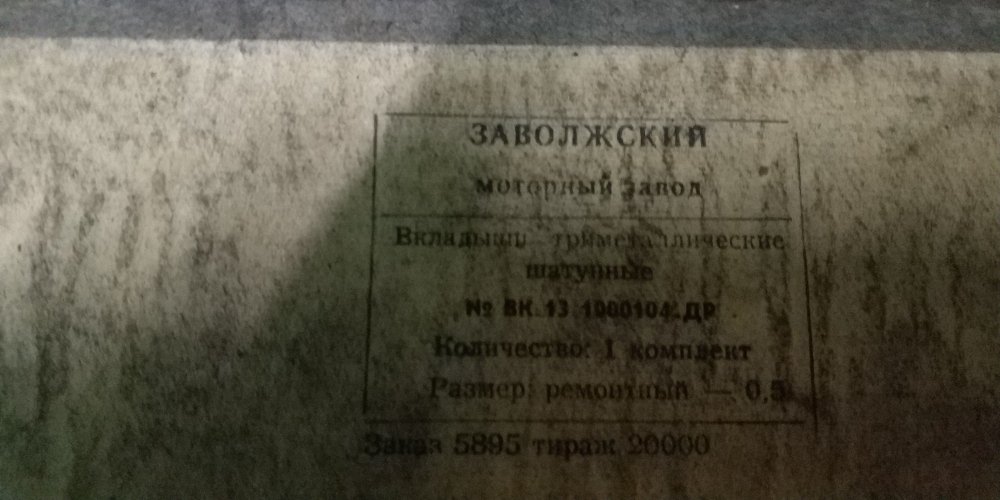 ЗАВОЛЖСКИЙ
моторный завод
Вкладыши триметаллические
шатунные
№ ВК 13 1000104-ДР
Количество: 1 комплект
Размер: ремонтный — 0,5
Заказ 5895 тираж 20000